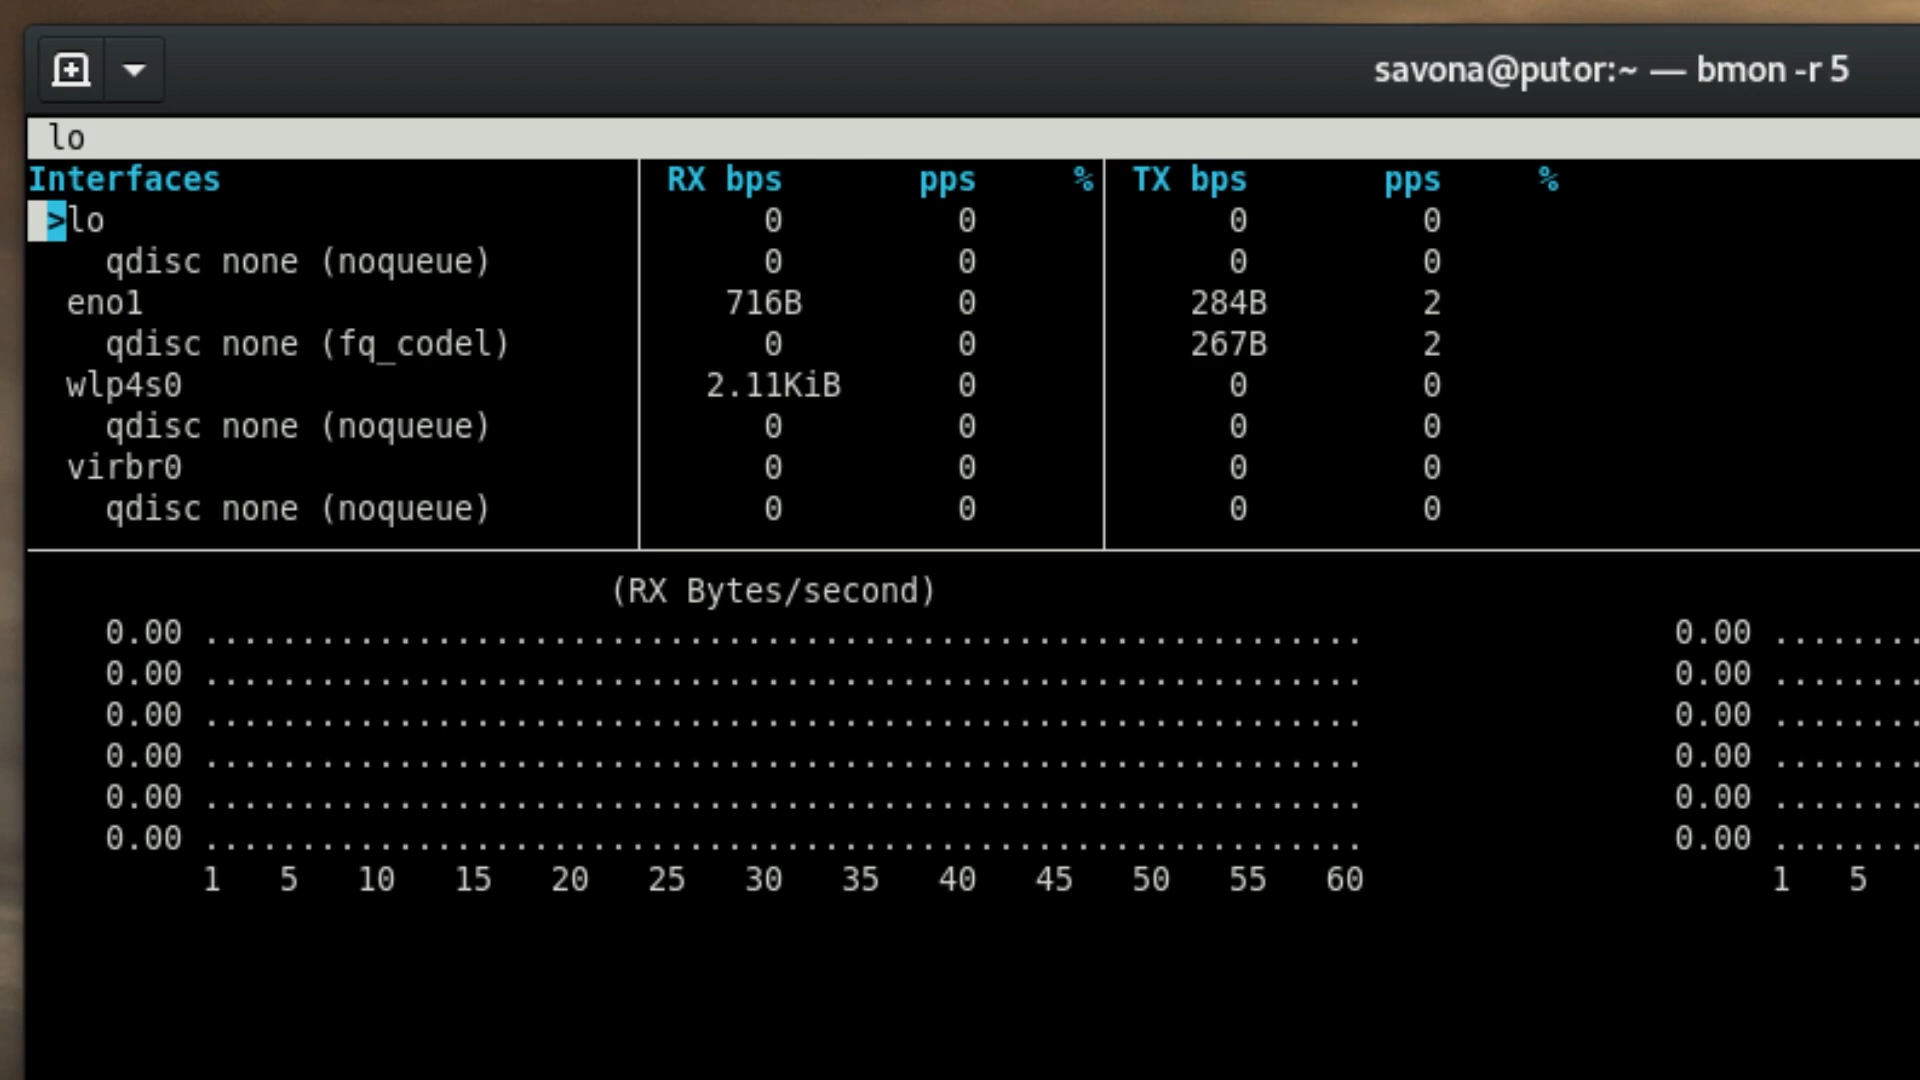 savona@putor:~ — bmon -r 5
lo
Interfaces RX bps pps % TX bps pps %
>lo 0 0 0 0
qdisc none (noqueue) 0 0 0 0
eno1 716B 0 284B 2
qdisc none (fq_codel) 0 0 267B 2
wlp4s0 2.11KiB 0 0 0
qdisc none (noqueue) 0 0 0 0
virbr0 0 0 0 0
qdisc none (noqueue) 0 0 0 0
(RX Bytes/second)
0.00 ............................................................ 0.00 ........
0.00 ............................................................ 0.00 ........
0.00 ............................................................ 0.00 ........
0.00 ............................................................ 0.00 ........
0.00 ............................................................ 0.00 ........
0.00 ............................................................ 0.00 ........
1 5 10 15 20 25 30 35 40 45 50 55 60 1 5